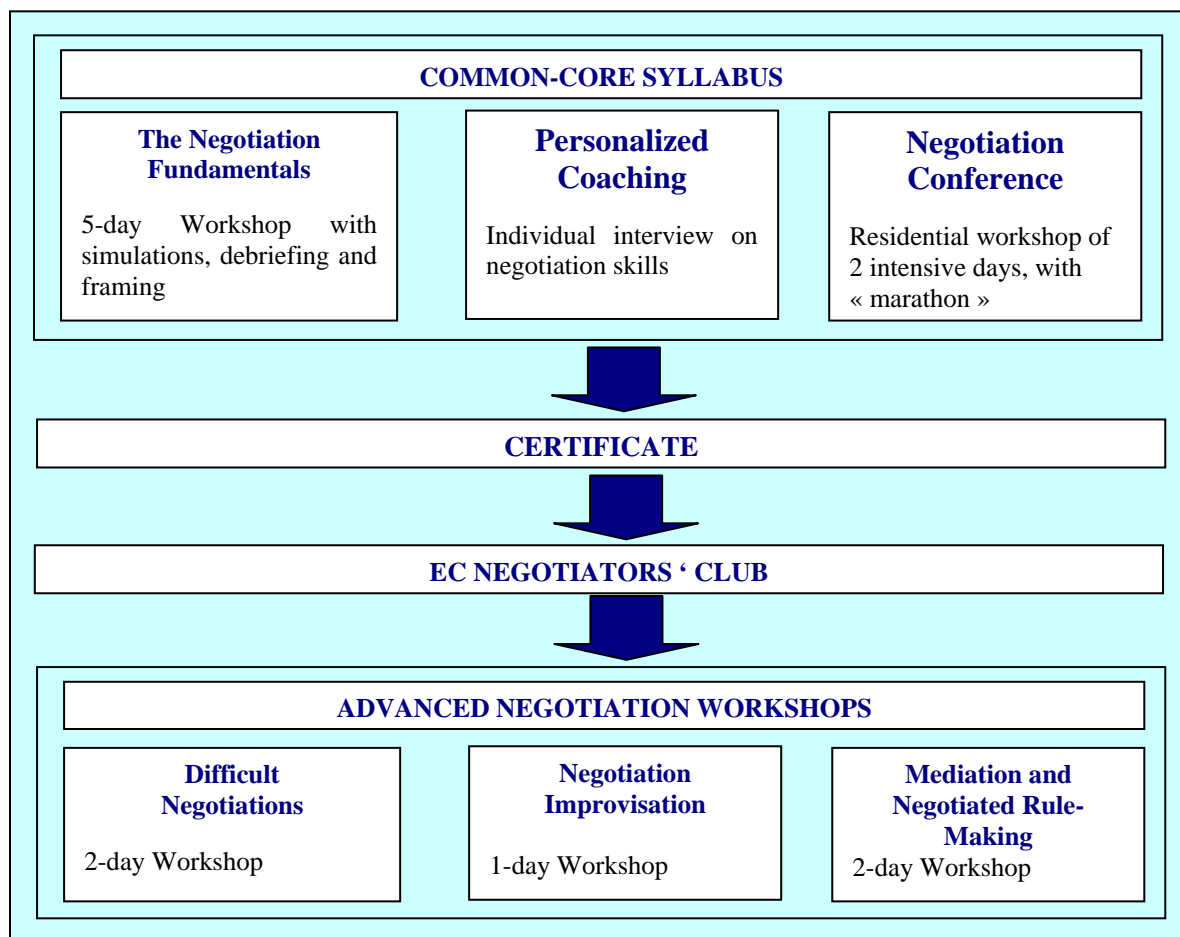 COMMON-CORE SYLLABUS
The Negotiation
Fundamentals
5-day Workshop with
simulations, debriefing and
framing
Personalized
Coaching
Individual interview on
negotiation skills
Negotiation
Conference
Residential workshop of
2 intensive days, with
« marathon »
CERTIFICATE
EC NEGOTIATORS ‘ CLUB
ADVANCED NEGOTIATION WORKSHOPS
Difficult
Negotiations
2-day Workshop
Negotiation
Improvisation
1-day Workshop
Mediation and
Negotiated Rule-
Making
2-day Workshop